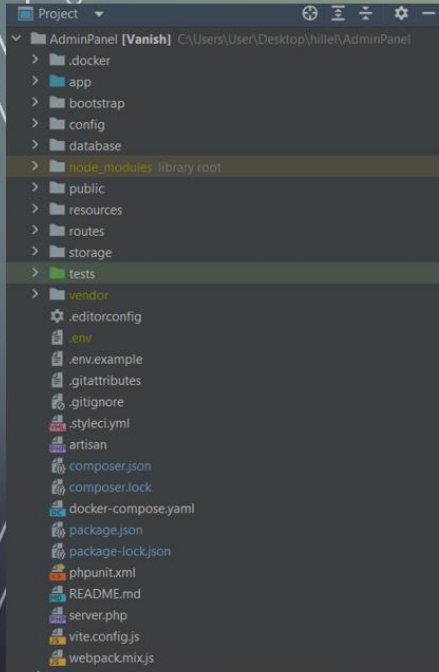 Project
AdminPanel [Vanish] C:\Users\User\Desktop\hillel\AdminPanel
.docker
app
bootstrap
config
database
node_modules library root
public
resources
routes
storage
tests
vendor
.editorconfig
.env
.env.example
.gitattributes
.gitignore
.styleci.yml
artisan
composer.json
composer.lock
docker-compose.yaml
package.json
package-lock.json
phpunit.xml
README.md
server.php
vite.config.js
webpack.mix.js